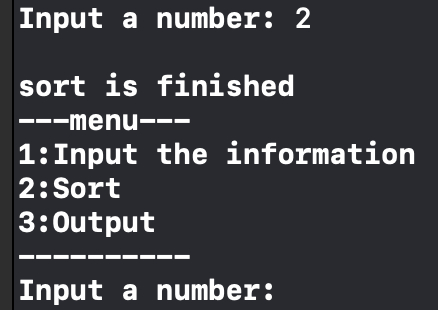 Input a number: 2
sort is finished
---menu---
1:Input the information
2:Sort
3:Output
----------
Input a number: